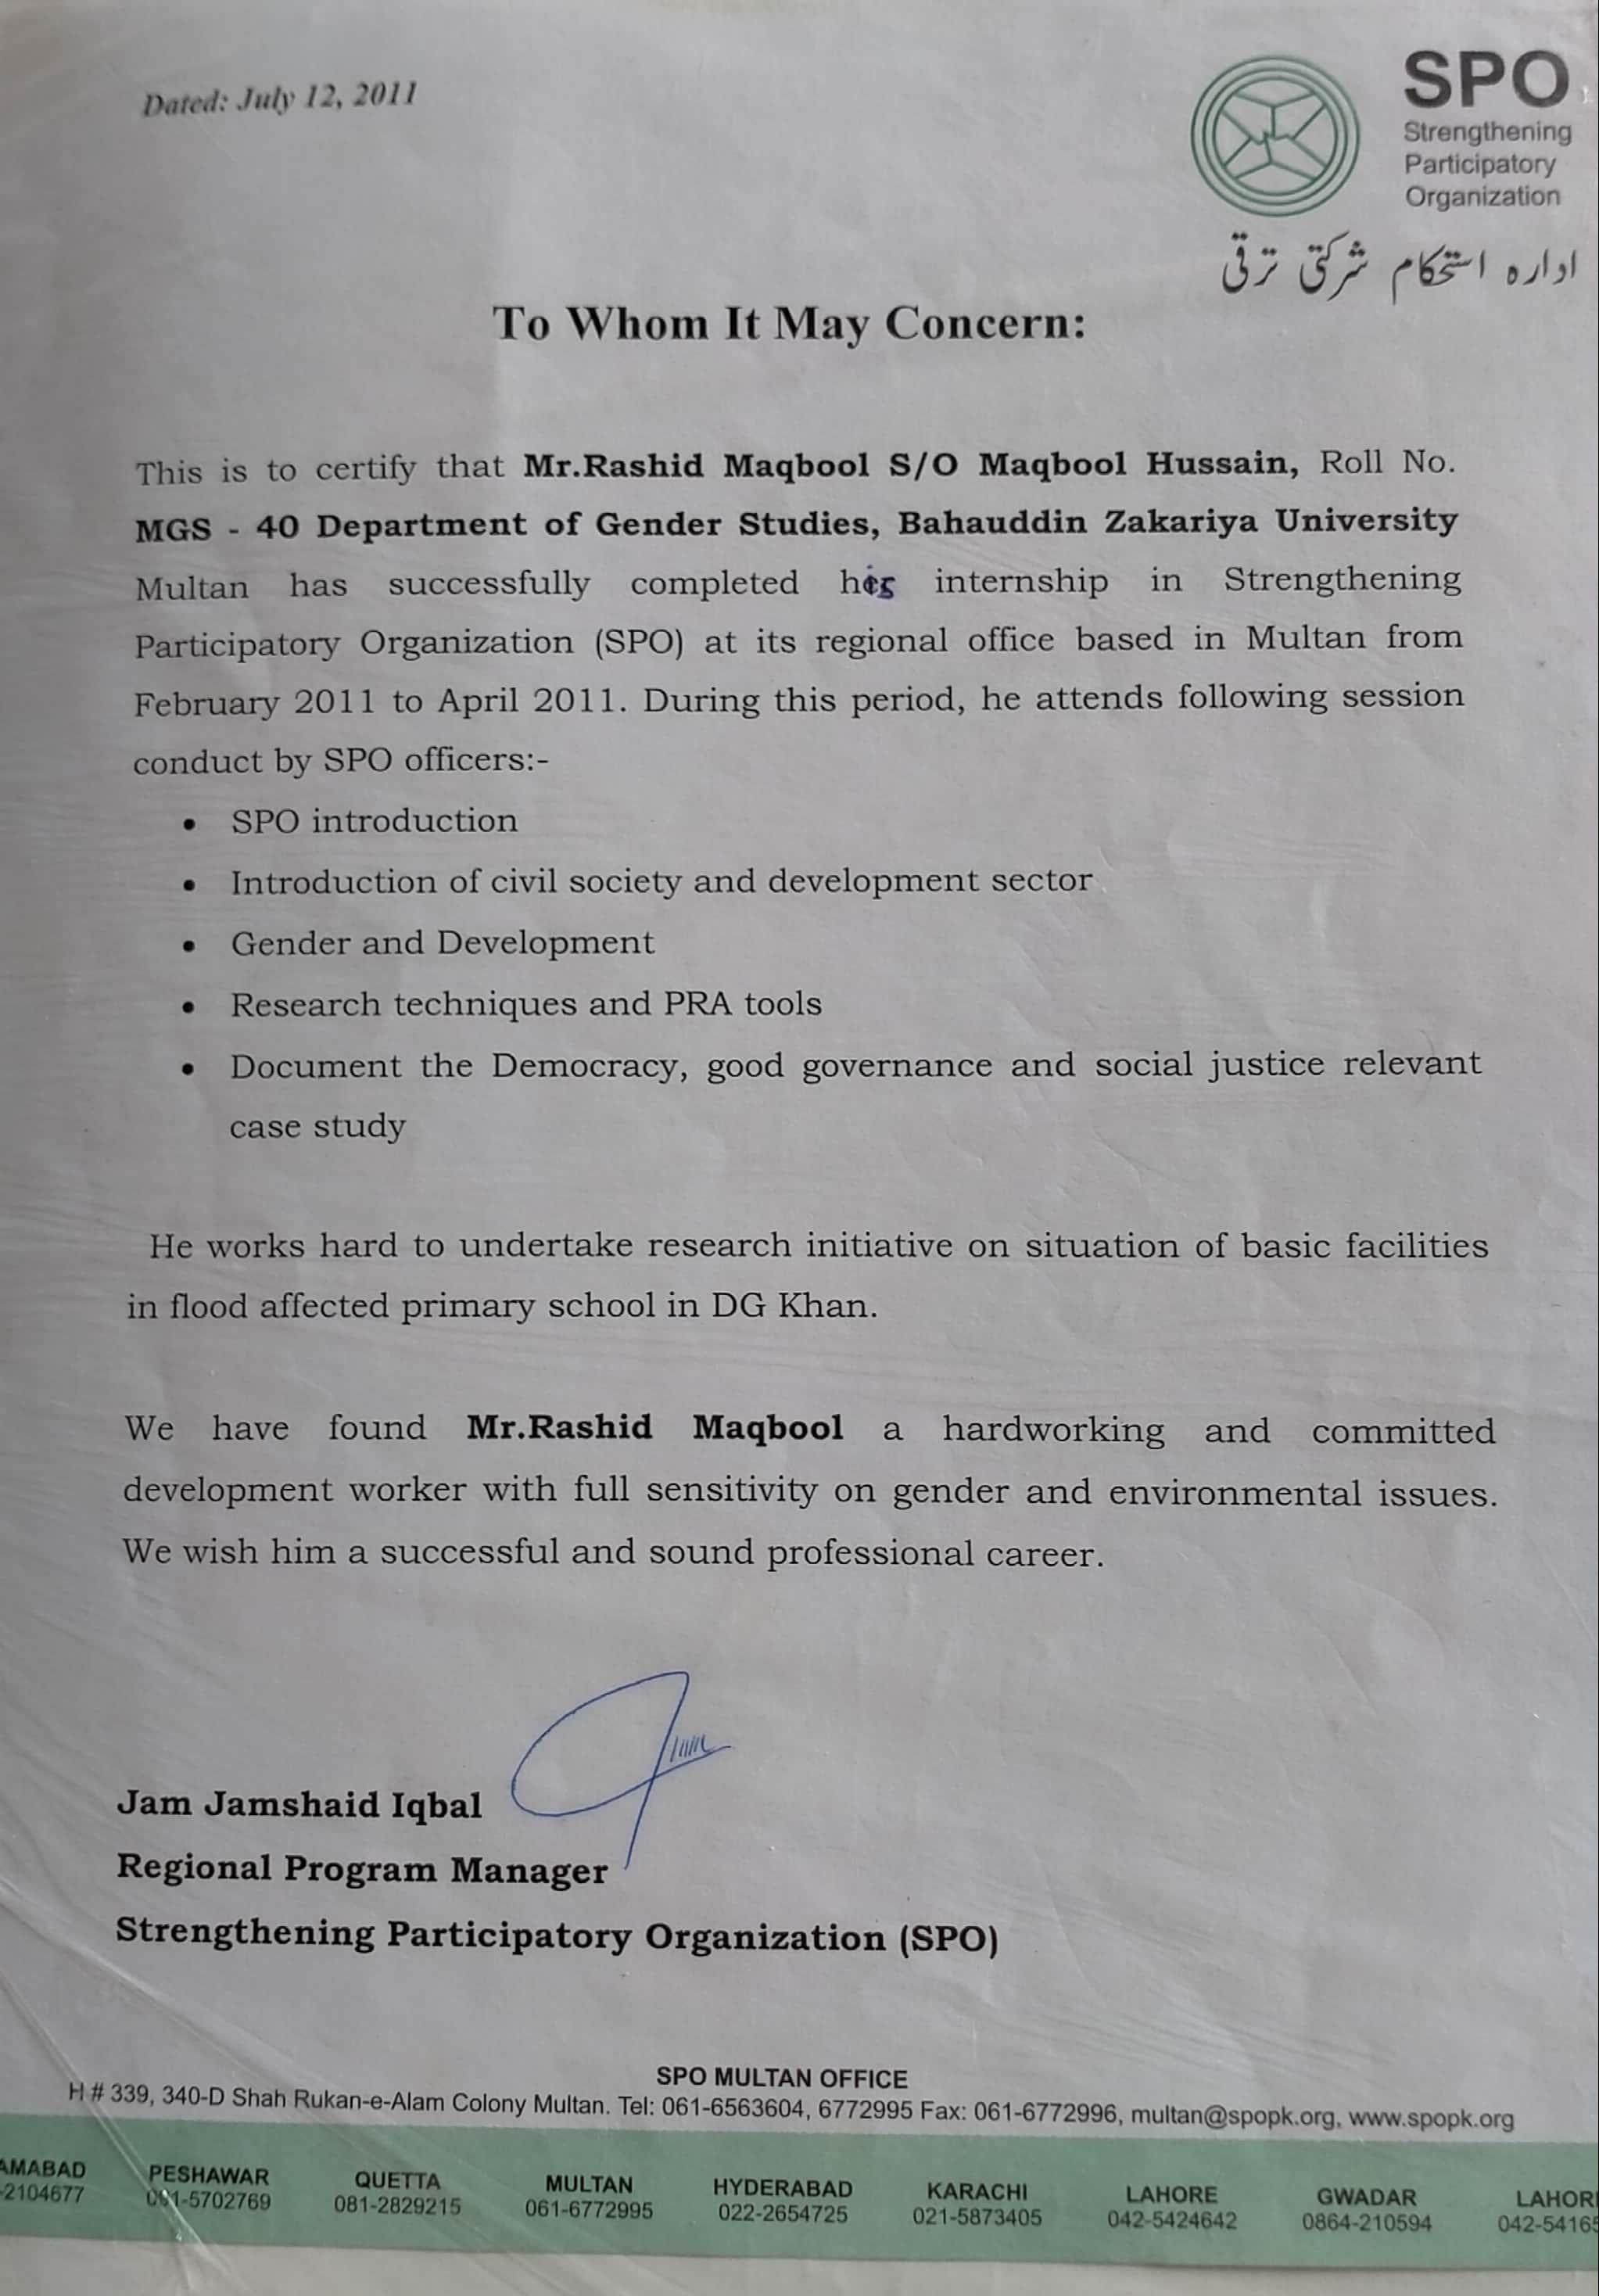 Dated: July 12, 2011
SPO
Strengthening
Participatory
Organization
ادارہ استحکام شرکتی ترقی
To Whom It May Concern:
This is to certify that Mr.Rashid Maqbool S/O Maqbool Hussain, Roll No.
MGS - 40 Department of Gender Studies, Bahauddin Zakariya University
Multan has successfully completed his internship in Strengthening
Participatory Organization (SPO) at its regional office based in Multan from
February 2011 to April 2011. During this period, he attends following session
conduct by SPO officers:-
• SPO introduction
• Introduction of civil society and development sector
• Gender and Development
• Research techniques and PRA tools
• Document the Democracy, good governance and social justice relevant
case study
He works hard to undertake research initiative on situation of basic facilities
in flood affected primary school in DG Khan.
We have found Mr.Rashid Maqbool a hardworking and committed
development worker with full sensitivity on gender and environmental issues.
We wish him a successful and sound professional career.
Jam Jamshaid Iqbal
Regional Program Manager
Strengthening Participatory Organization (SPO)
SPO MULTAN OFFICE
H # 339, 340-D Shah Rukan-e-Alam Colony Multan. Tel: 061-6563604, 6772995 Fax: 061-6772996, multan@spopk.org, www.spopk.org
AMABAD PESHAWAR QUETTA MULTAN HYDERABAD KARACHI LAHORE GWADAR LAHOR
-2104677 091-5702769 081-2829215 061-6772995 022-2654725 021-5873405 042-5424642 0864-210594 042-5416